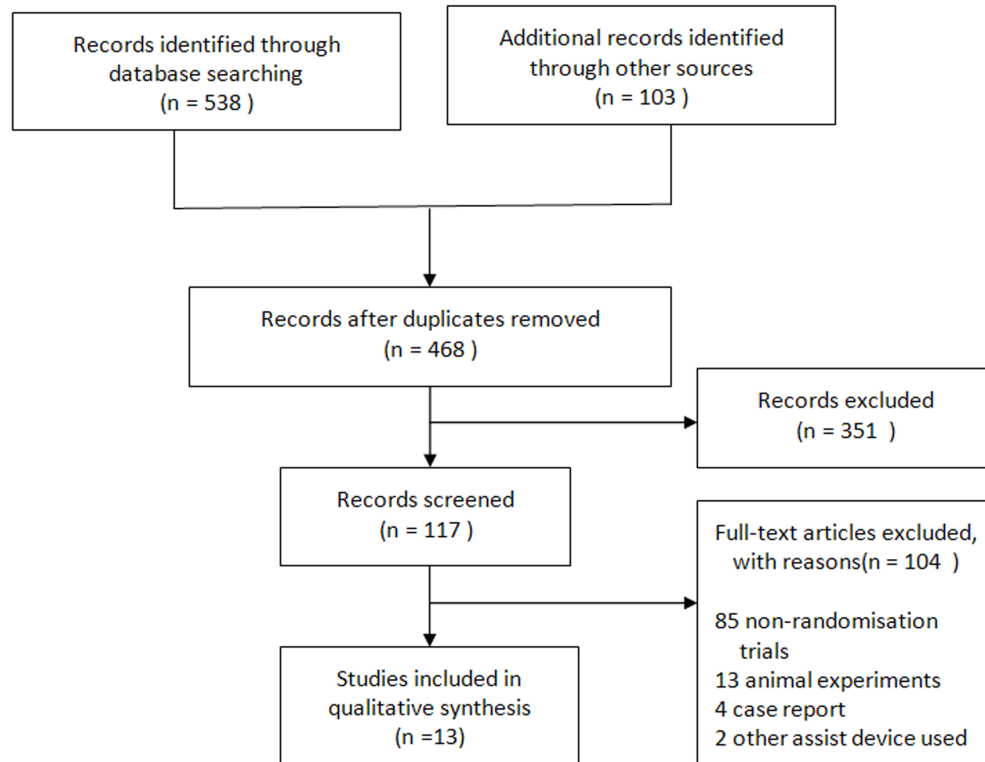 Records identified through
database searching
(n = 538 )
Additional records identified
through other sources
(n = 103 )
Records after duplicates removed
(n = 468 )
Records excluded
(n = 351 )
Records screened
(n = 117 )
Full-text articles excluded,
with reasons(n = 104 )
85 non-randomisation
trials
13 animal experiments
4 case report
2 other assist device used
Studies included in
qualitative synthesis
(n =13)